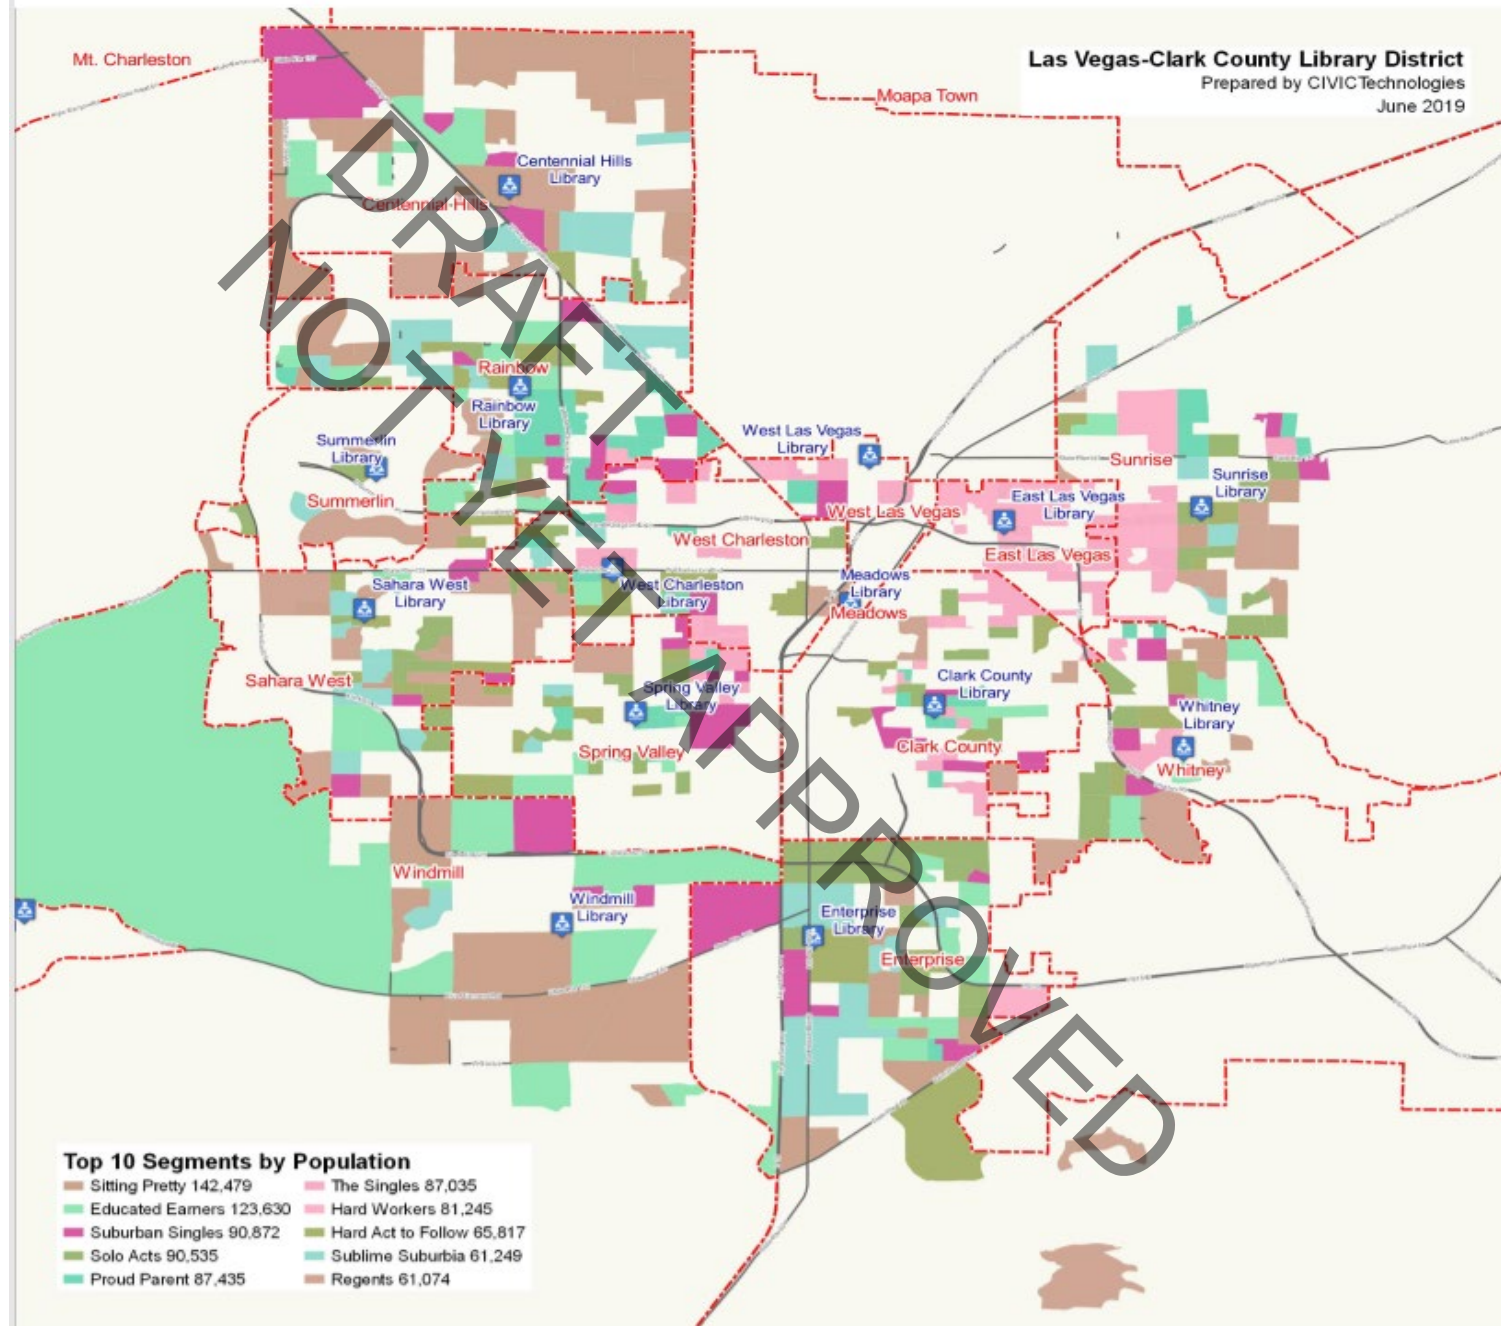 Las Vegas-Clark County Library District
Prepared by CIVICTechnologies
June 2019
Mt. Charleston
Moapa Town
Centennial Hills
Library
Centennial Hills
Rainbow
Rainbow
Library
Summerlin
Library
Summerlin
West Las Vegas
Library
Sunrise
Sunrise
Library
East Las Vegas
Library
West Las Vegas
West Charleston
East Las Vegas
Sahara West
Library
West Charleston
Library
Meadows
Library
Meadows
Sahara West
Spring Valley
Library
Clark County
Library
Whitney
Library
Spring Valley
Clark County
Whitney
Windmill
Windmill
Library
Enterprise
Library
Enterprise
DRAFT
NOT YET APPROVED
Top 10 Segments by Population
Sitting Pretty 142,479
Educated Earners 123,630
Suburban Singles 90,872
Solo Acts 90,535
Proud Parent 87,435
The Singles 87,035
Hard Workers 81,245
Hard Act to Follow 65,817
Sublime Suburbia 61,249
Regents 61,074